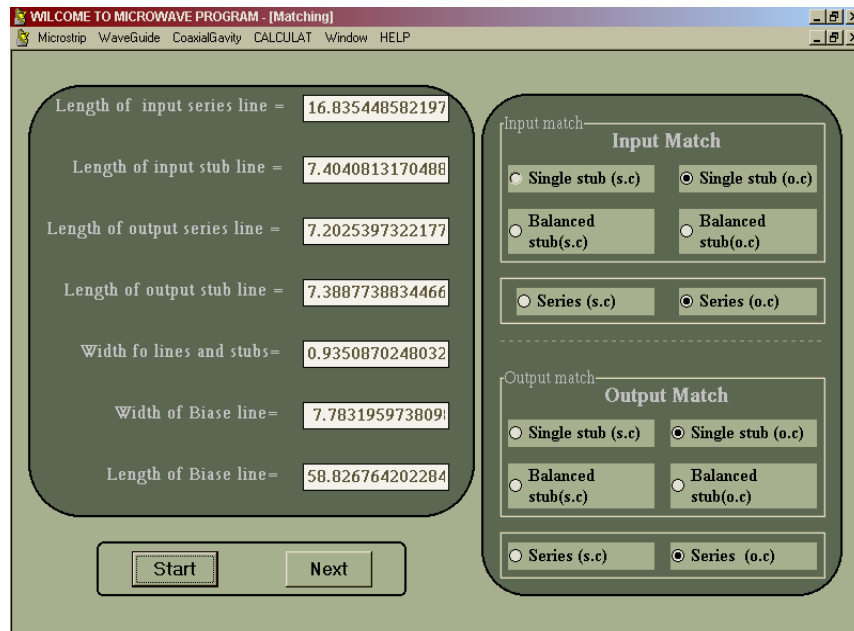 WILCOME TO MICROWAVE PROGRAM - [Matching]
Microstrip WaveGuide CoaxialGavity CALCULAT Window HELP
Length of input series line = 16.835448582197
Length of input stub line = 7.4040813170488
Length of output series line = 7.2025397322177
Length of output stub line = 7.3887738834466
Width fo lines and stubs= 0.9350870248032
Width of Biase line= 7.783195973809
Length of Biase line= 58.826764202284
Start Next
Input match
Input Match
Single stub (s.c) Single stub (o.c)
Balanced stub(s.c) Balanced stub(o.c)
Series (s.c) Series (o.c)
Output match
Output Match
Single stub (s.c) Single stub (o.c)
Balanced stub(s.c) Balanced stub(o.c)
Series (s.c) Series (o.c)